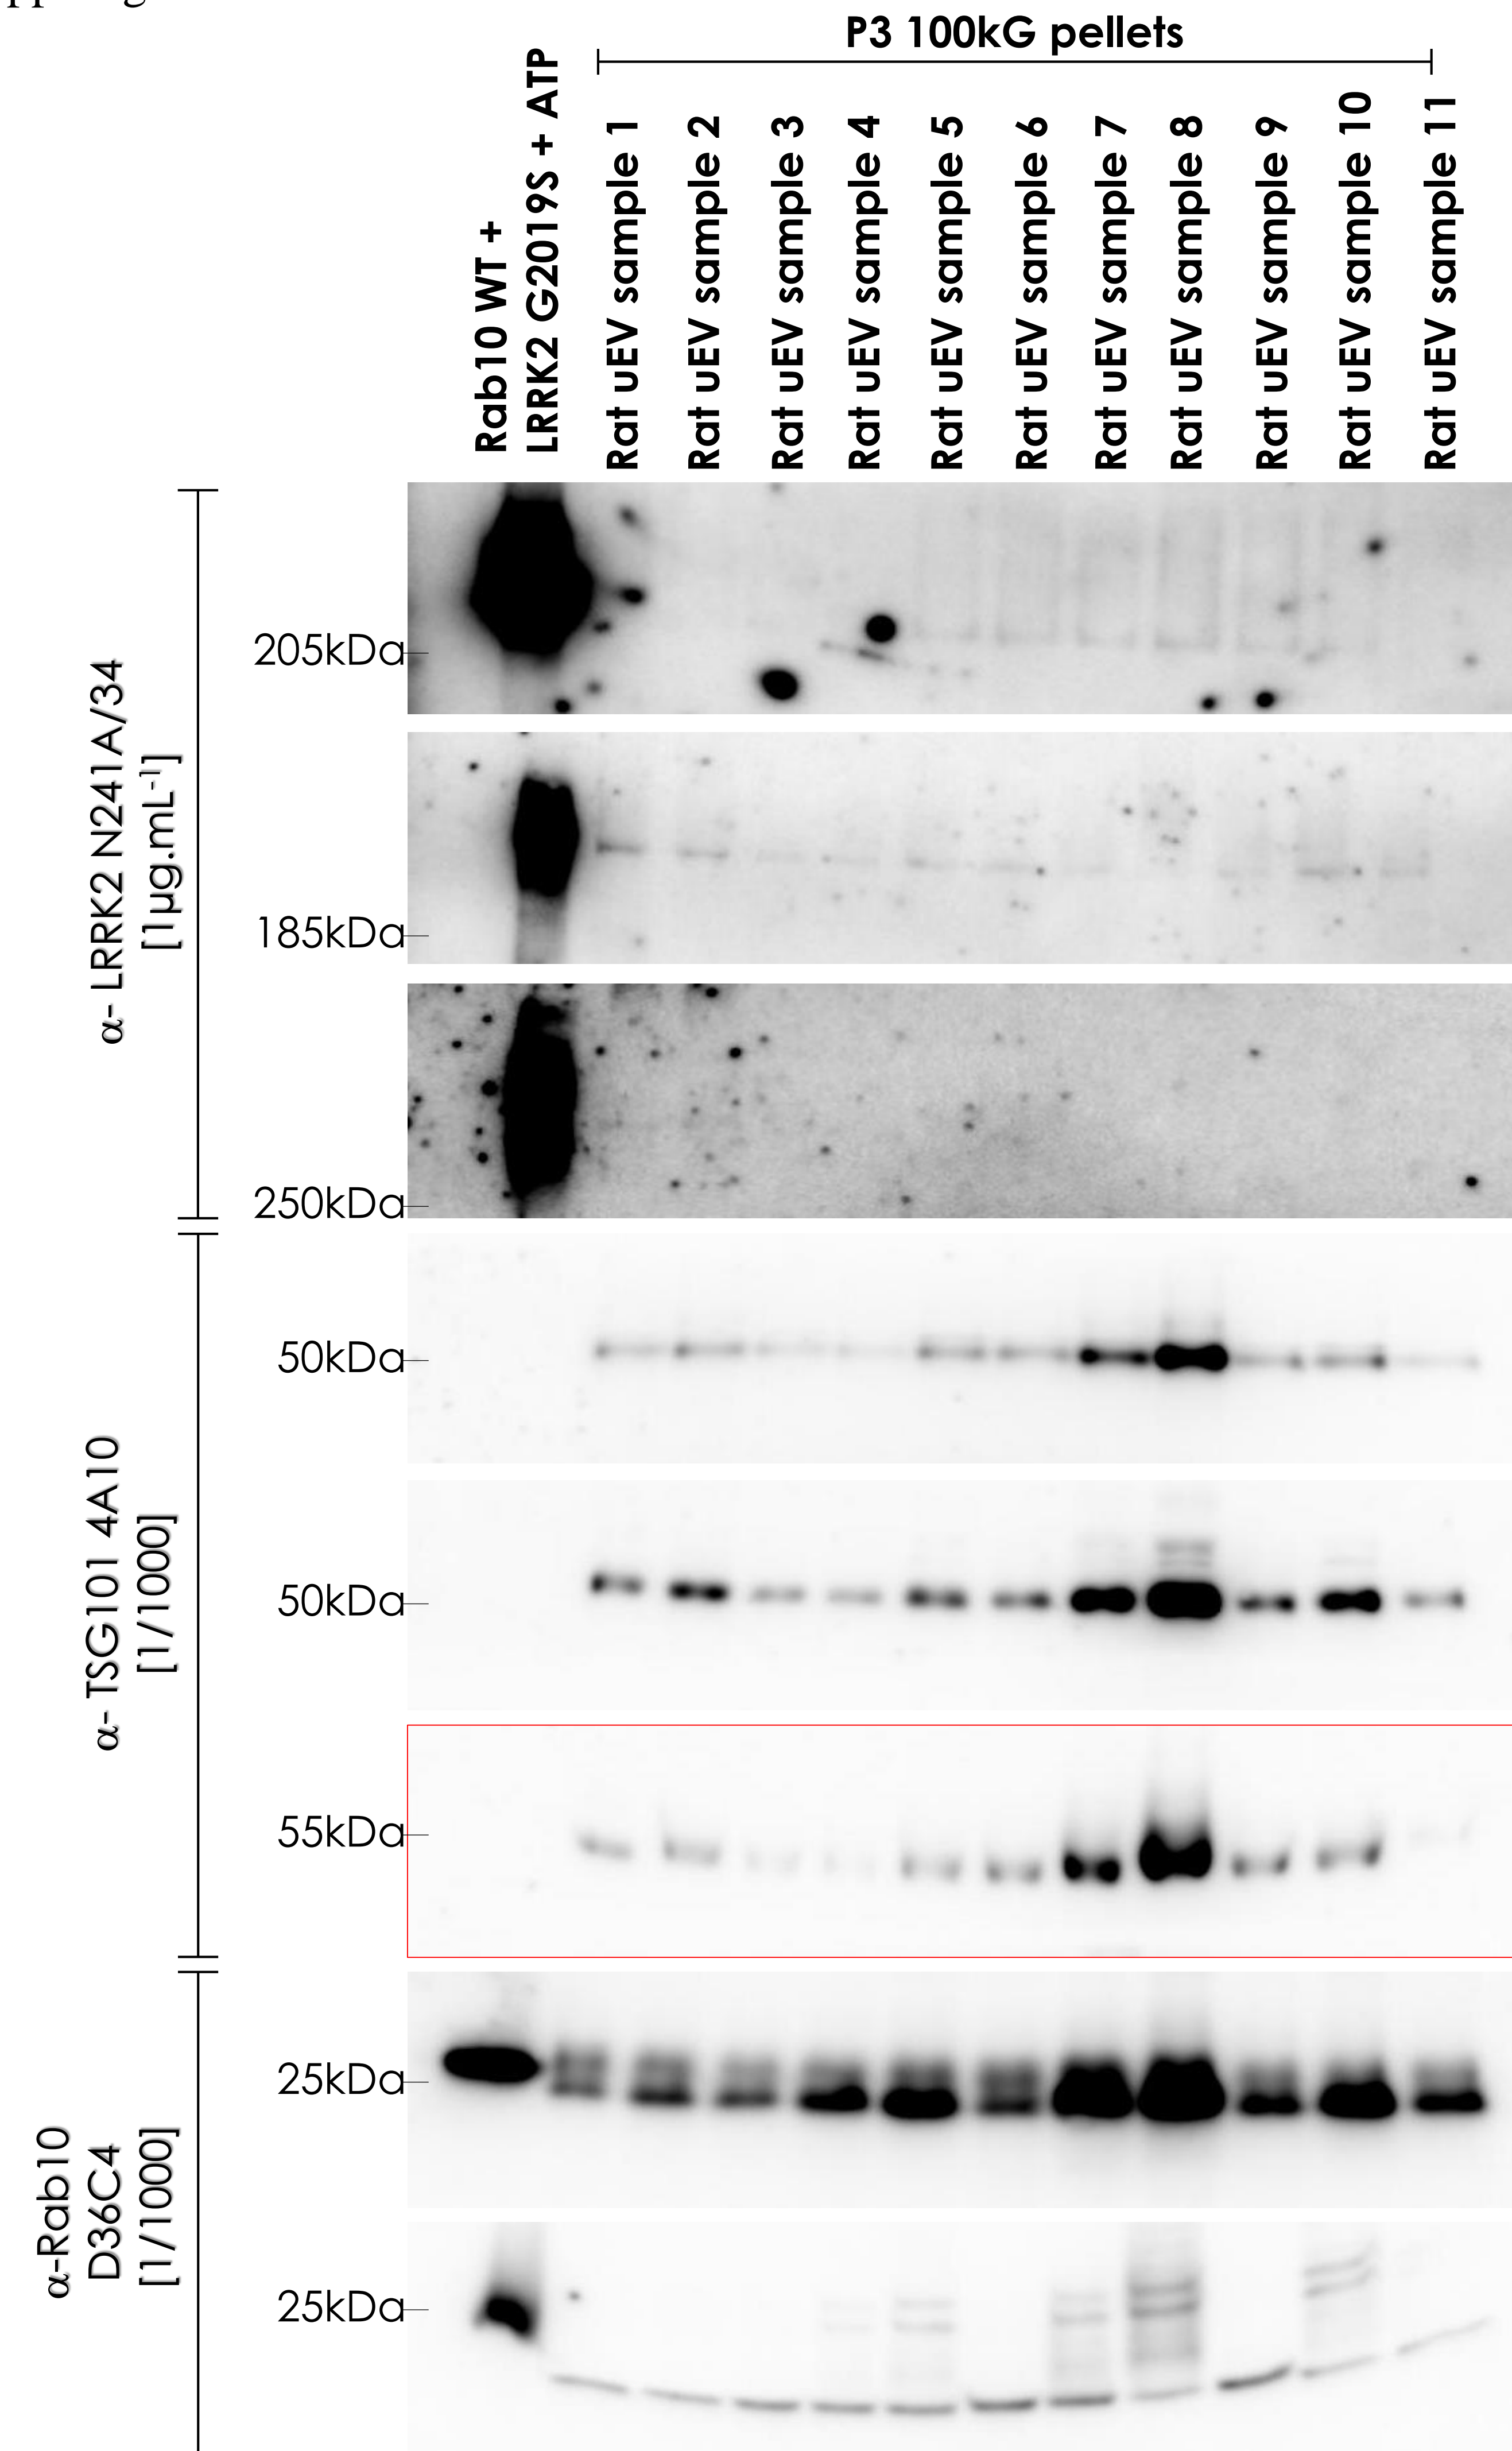 P3 100kG pellets
Rab10 WT +
LRRK2 G2019S + ATP
Rat uEV sample 1
Rat uEV sample 2
Rat uEV sample 3
Rat uEV sample 4
Rat uEV sample 5
Rat uEV sample 6
Rat uEV sample 7
Rat uEV sample 8
Rat uEV sample 9
Rat uEV sample 10
Rat uEV sample 11
α- LRRK2 N241A/34
[1µg.mL⁻¹]
205kDa
185kDa
250kDa
α- TSG101 4A10
[1/1000]
50kDa
50kDa
55kDa
α-Rab10
D36C4
[1/1000]
25kDa
25kDa